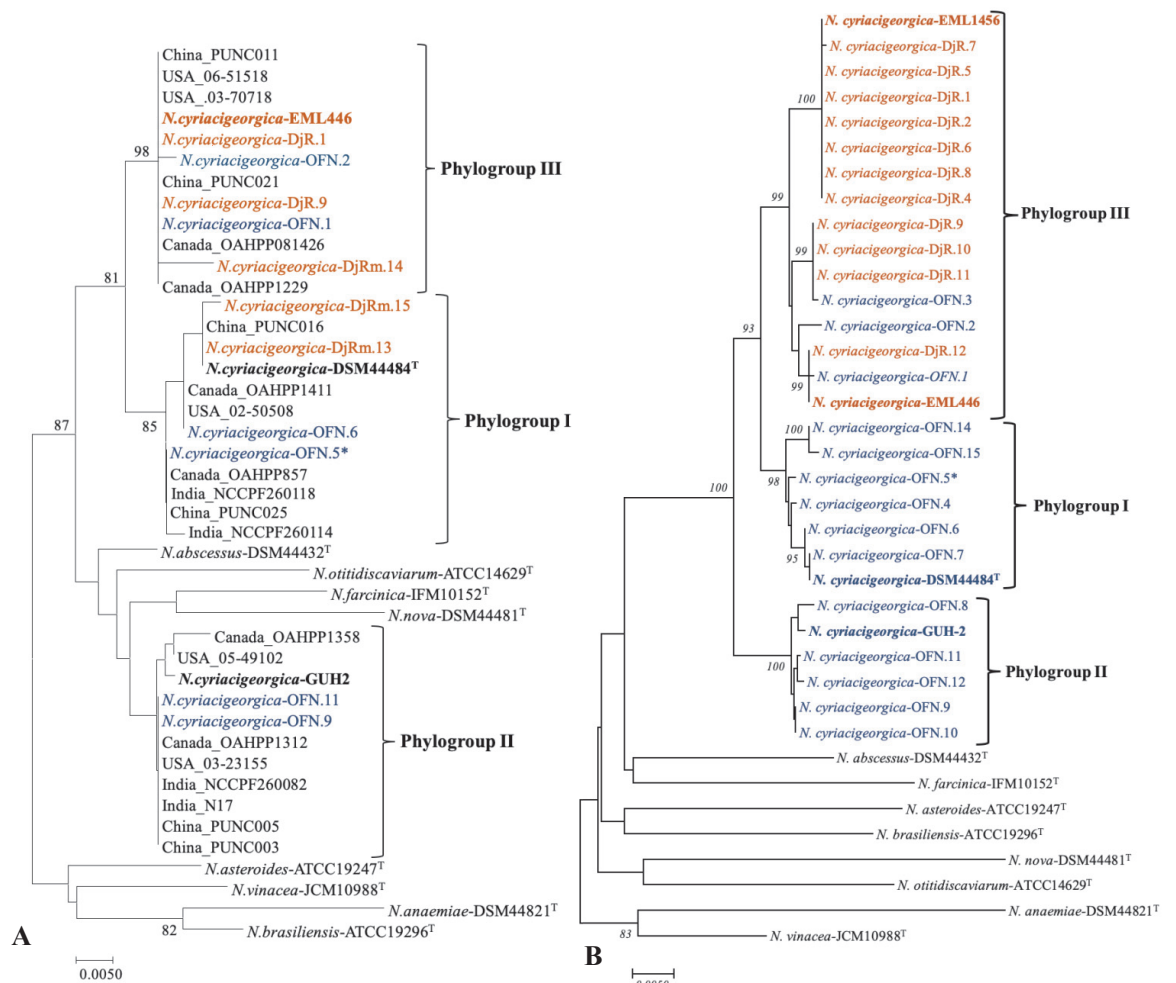 China_PUNC011
USA_06-51518
USA_.03-70718
N.cyriacigeorgica-EML446
N.cyriacigeorgica-DjR.1
98
N.cyriacigeorgica-OFN.2
Phylogroup III
China_PUNC021
N.cyriacigeorgica-DjR.9
N.cyriacigeorgica-OFN.1
Canada_OAHPP081426
N.cyriacigeorgica-DjRm.14
81
Canada_OAHPP1229
N.cyriacigeorgica-DjRm.15
China_PUNC016
N.cyriacigeorgica-DjRm.13
N.cyriacigeorgica-DSM44484ᵀ
Canada_OAHPP1411
USA_02-50508
Phylogroup I
87
85
N.cyriacigeorgica-OFN.6
N.cyriacigeorgica-OFN.5*
Canada_OAHPP857
India_NCCPF260118
China_PUNC025
India_NCCPF260114
N.abscessus-DSM44432ᵀ
N.otitidiscaviarum-ATCC14629ᵀ
N.farcinica-IFM10152ᵀ
N.nova-DSM44481ᵀ
Canada_OAHPP1358
USA_05-49102
N.cyriacigeorgica-GUH2
N.cyriacigeorgica-OFN.11
N.cyriacigeorgica-OFN.9
Phylogroup II
Canada_OAHPP1312
USA_03-23155
India_NCCPF260082
India_N17
China_PUNC005
China_PUNC003
N.asteroides-ATCC19247ᵀ
N.vinacea-JCM10988ᵀ
N.anaemiae-DSM44821ᵀ
82
N.brasiliensis-ATCC19296ᵀ
A
0.0050
N. cyriacigeorgica-EML1456
N. cyriacigeorgica-DjR.7
N. cyriacigeorgica-DjR.5
100
N. cyriacigeorgica-DjR.1
N. cyriacigeorgica-DjR.2
N. cyriacigeorgica-DjR.6
N. cyriacigeorgica-DjR.8
N. cyriacigeorgica-DjR.4
99
Phylogroup III
N. cyriacigeorgica-DjR.9
99
N. cyriacigeorgica-DjR.10
N. cyriacigeorgica-DjR.11
N. cyriacigeorgica-OFN.3
93
N. cyriacigeorgica-OFN.2
N. cyriacigeorgica-DjR.12
N. cyriacigeorgica-OFN.1
99
N. cyriacigeorgica-EML446
100
N. cyriacigeorgica-OFN.14
N. cyriacigeorgica-OFN.15
98
N. cyriacigeorgica-OFN.5*
100
N. cyriacigeorgica-OFN.4
Phylogroup I
N. cyriacigeorgica-OFN.6
95
N. cyriacigeorgica-OFN.7
N. cyriacigeorgica-DSM44484ᵀ
N. cyriacigeorgica-OFN.8
N. cyriacigeorgica-GUH-2
100
N. cyriacigeorgica-OFN.11
Phylogroup II
N. cyriacigeorgica-OFN.12
N. cyriacigeorgica-OFN.9
N. cyriacigeorgica-OFN.10
N. abscessus-DSM44432ᵀ
N. farcinica-IFM10152ᵀ
N. asteroides-ATCC19247ᵀ
N. brasiliensis-ATCC19296ᵀ
N. nova-DSM44481ᵀ
N. otitidiscaviarum-ATCC14629ᵀ
N. anaemiae-DSM44821ᵀ
83
N. vinacea-JCM10988ᵀ
B
0.0050